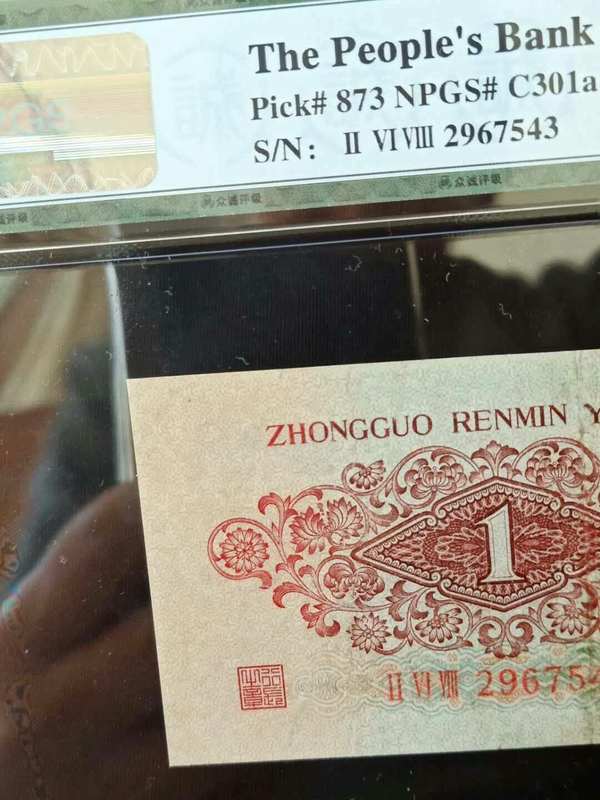 The People's Bank
Pick# 873 NPGS# C301a
S/N: II VI VIII 2967543
众诚评级 众诚评级
ZHONGGUO RENMIN Y
1
II VI VIII 296754